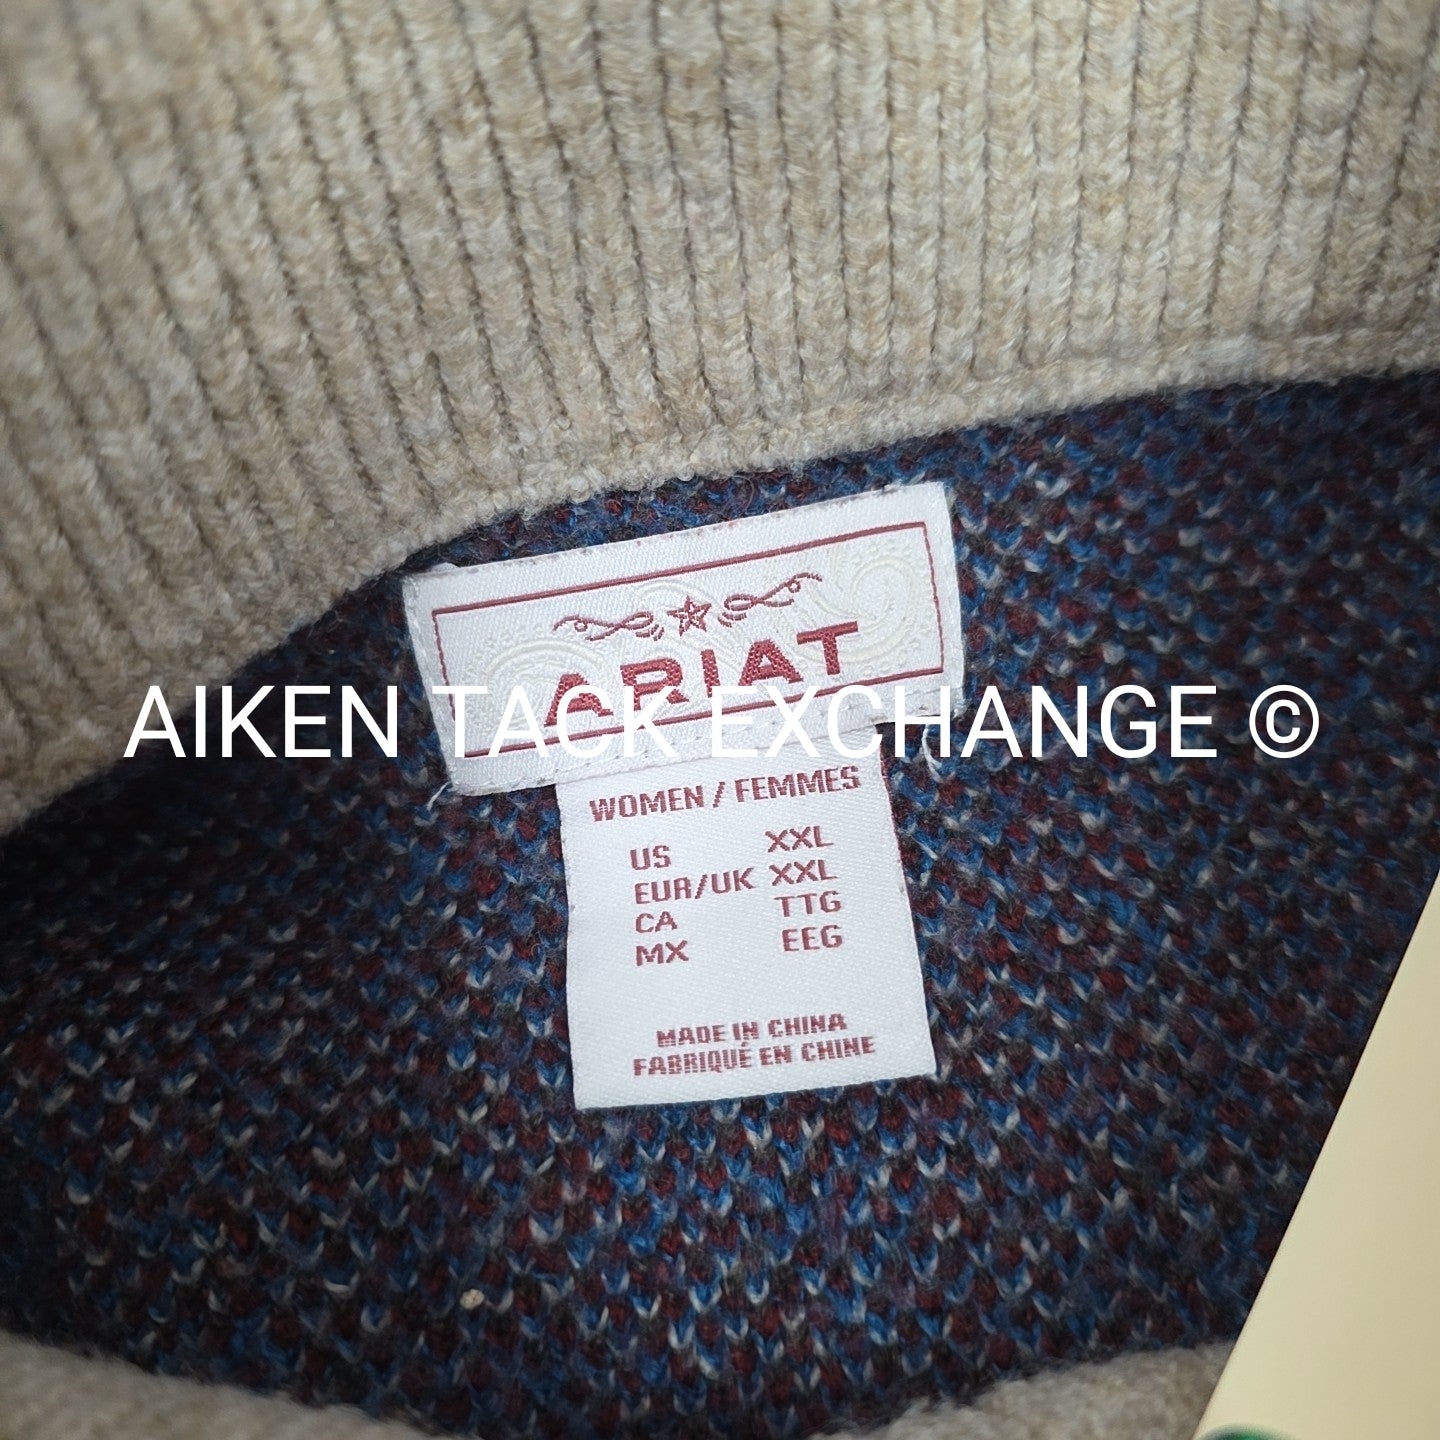 ARIAT
AIKEN TACK EXCHANGE ©
WOMEN / FEMMES
US XXL
EUR/UK XXL
CA TTG
MX EEG
MADE IN CHINA
FABRIQUÉ EN CHINE